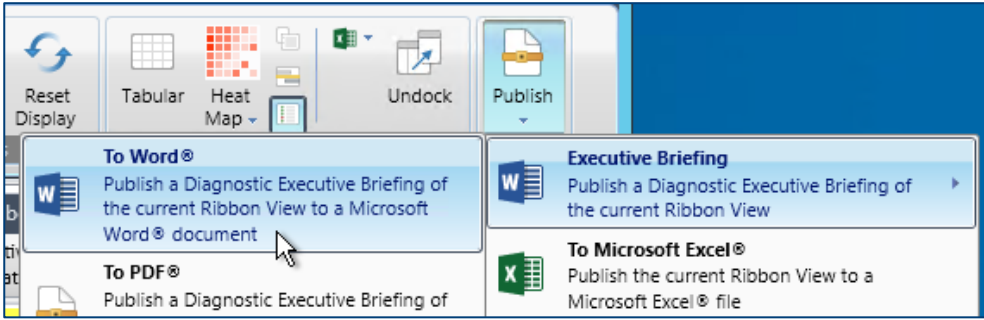 Reset
Display
Tabular
Heat
Map
Undock
Publish
To Word®
Publish a Diagnostic Executive Briefing of
the current Ribbon View to a Microsoft
Word® document
To PDF®
Publish a Diagnostic Executive Briefing of
Executive Briefing
Publish a Diagnostic Executive Briefing of
the current Ribbon View
To Microsoft Excel®
Publish the current Ribbon View to a
Microsoft Excel® file